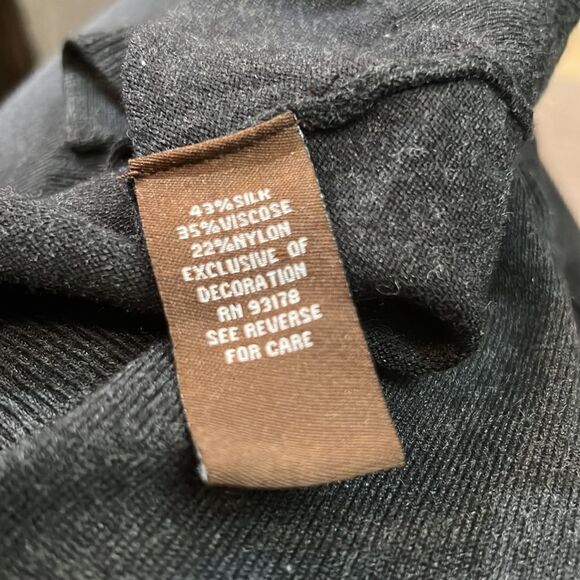 43%SILK
35%VISCOSE
22%NYLON
EXCLUSIVE OF
DECORATION
RN 93178
SEE REVERSE
FOR CARE